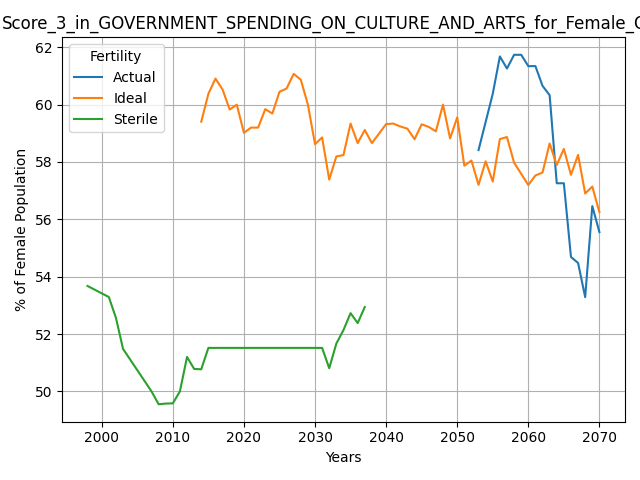 Score_3_in_GOVERNMENT_SPENDING_ON_CULTURE_AND_ARTS_for_Female_
Fertility
Actual
Ideal
Sterile
% of Female Population
62
60
58
56
54
52
50
2000 2010 2020 2030 2040 2050 2060 2070
Years